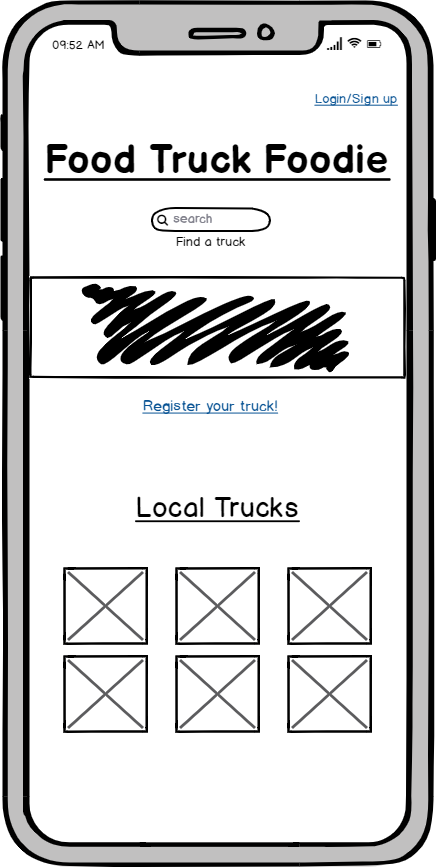 09:52 AM
Login/Sign up
Food Truck Foodie
search
Find a truck
Register your truck!
Local Trucks